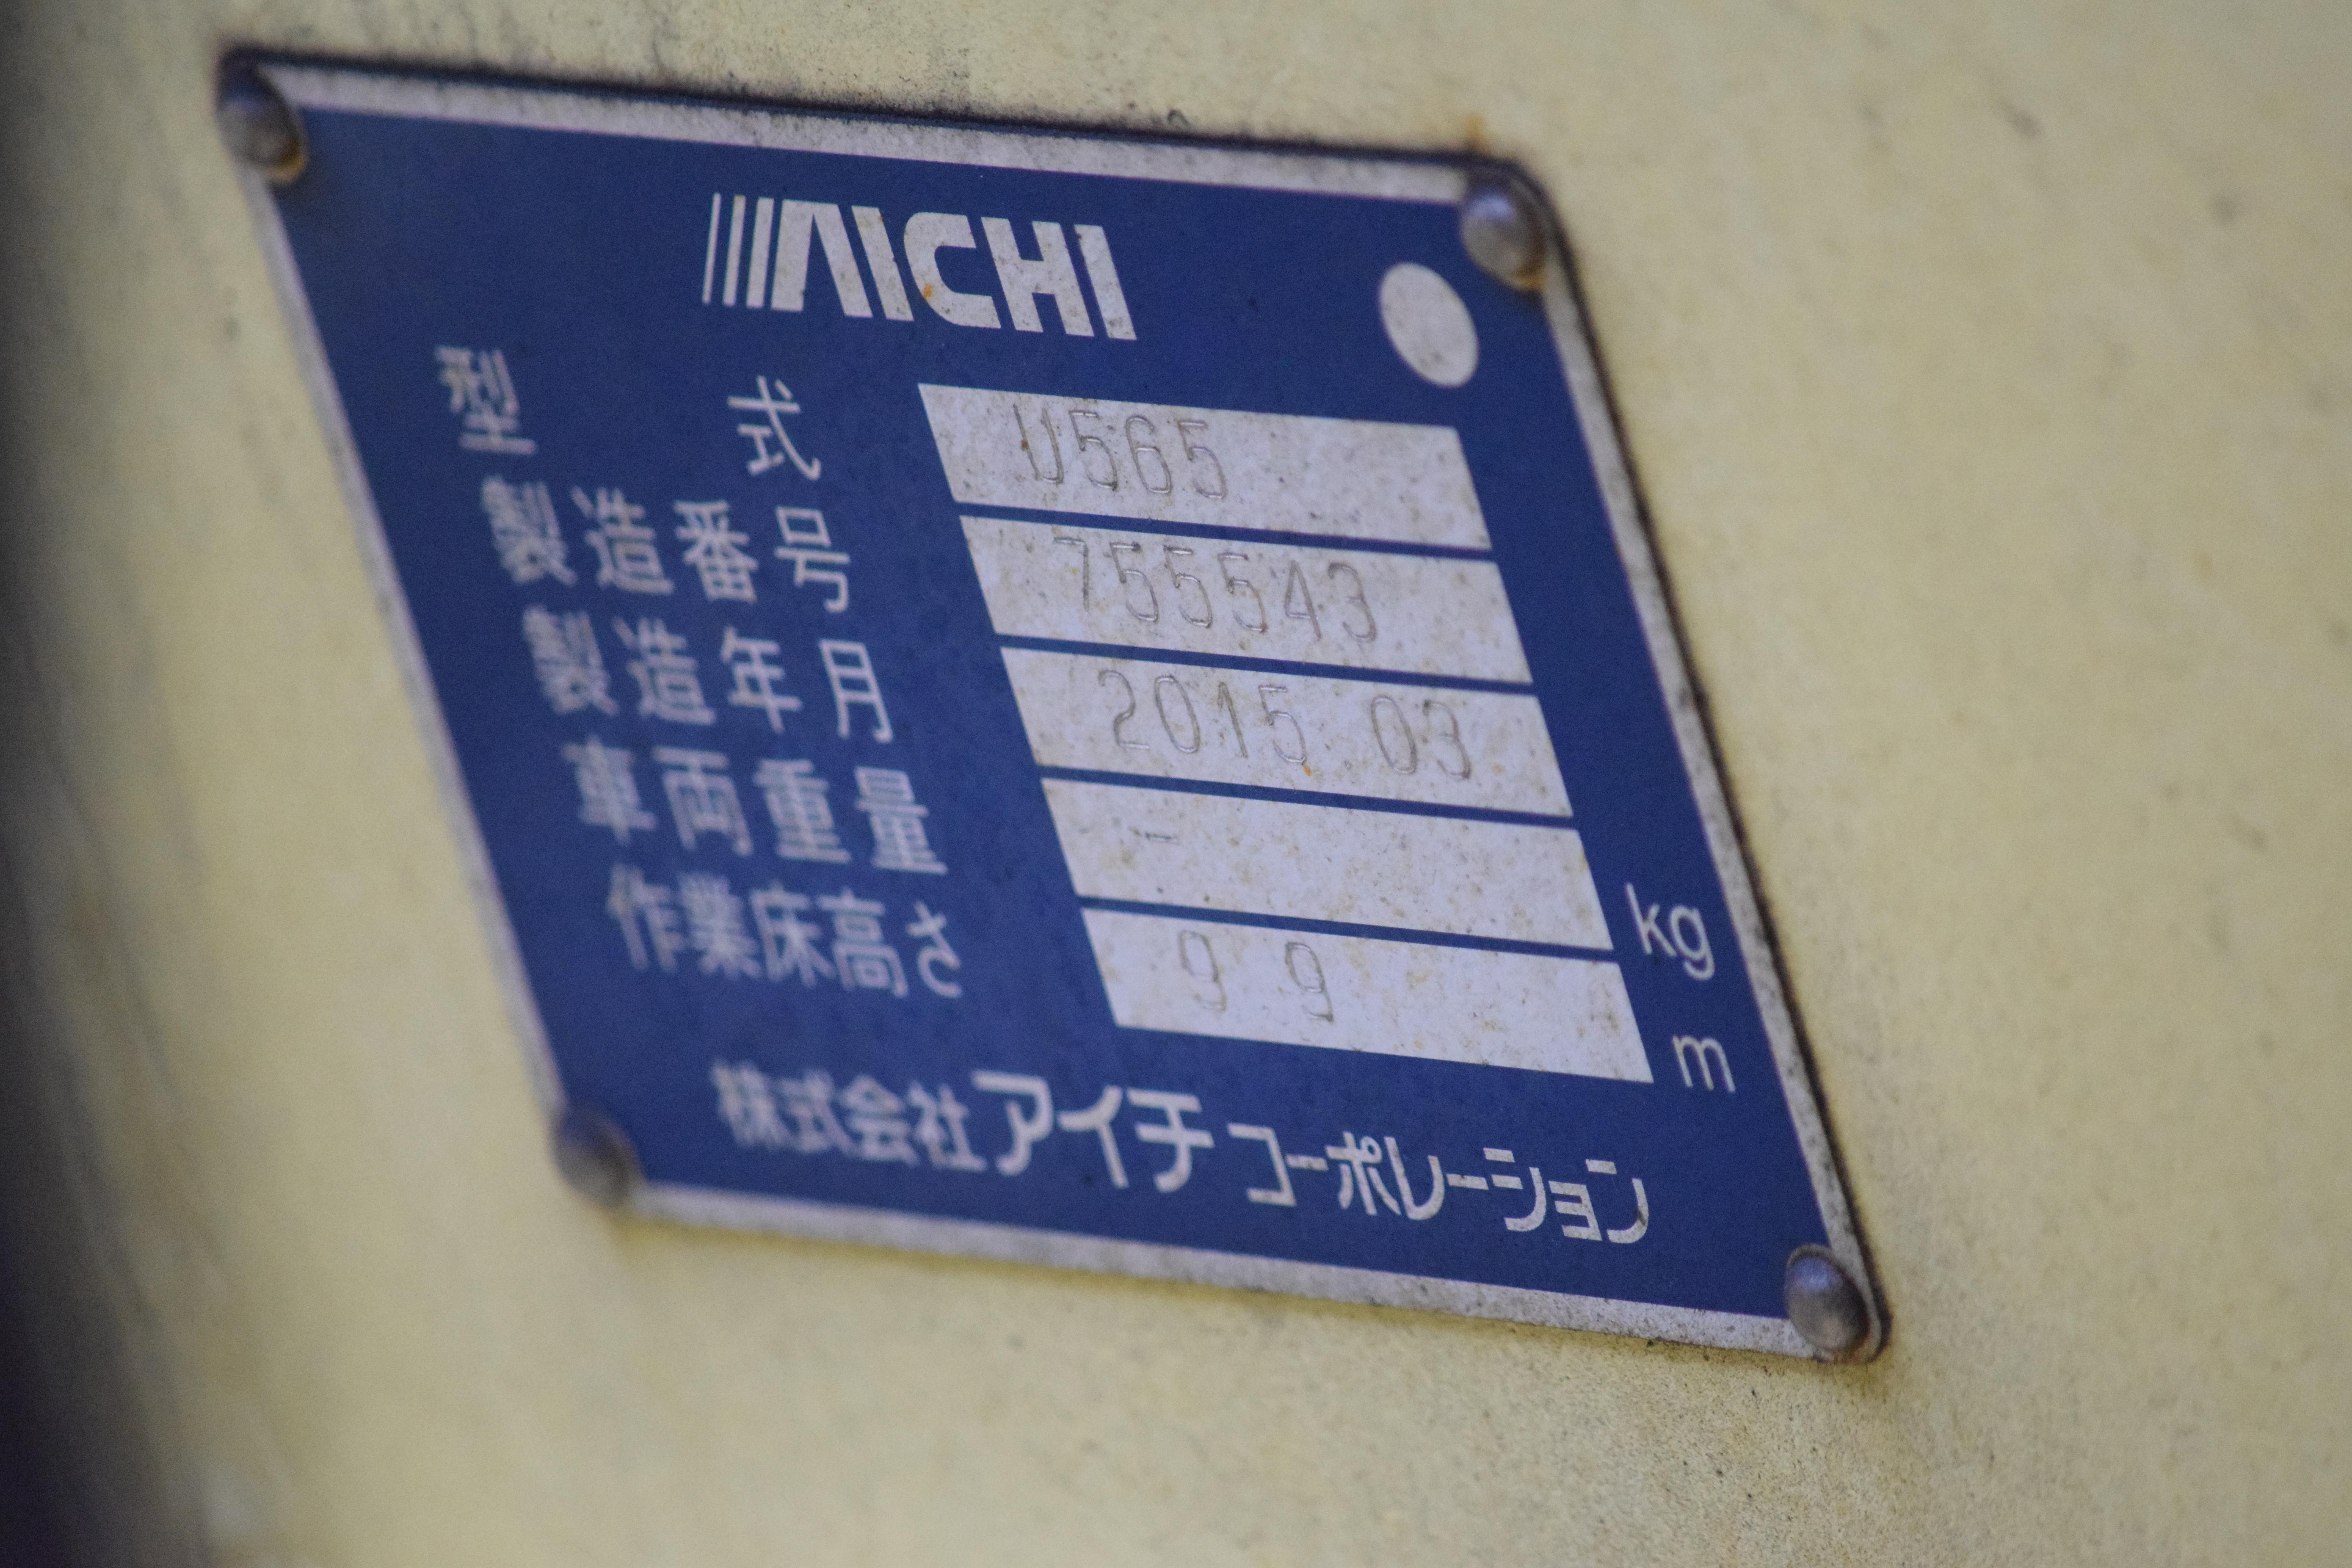 AICHI
型式 U565
製造番号 755543
製造年月 2015 03
車両重量 - kg
作業床高さ 9 9 m
株式会社アイチコーポレーション